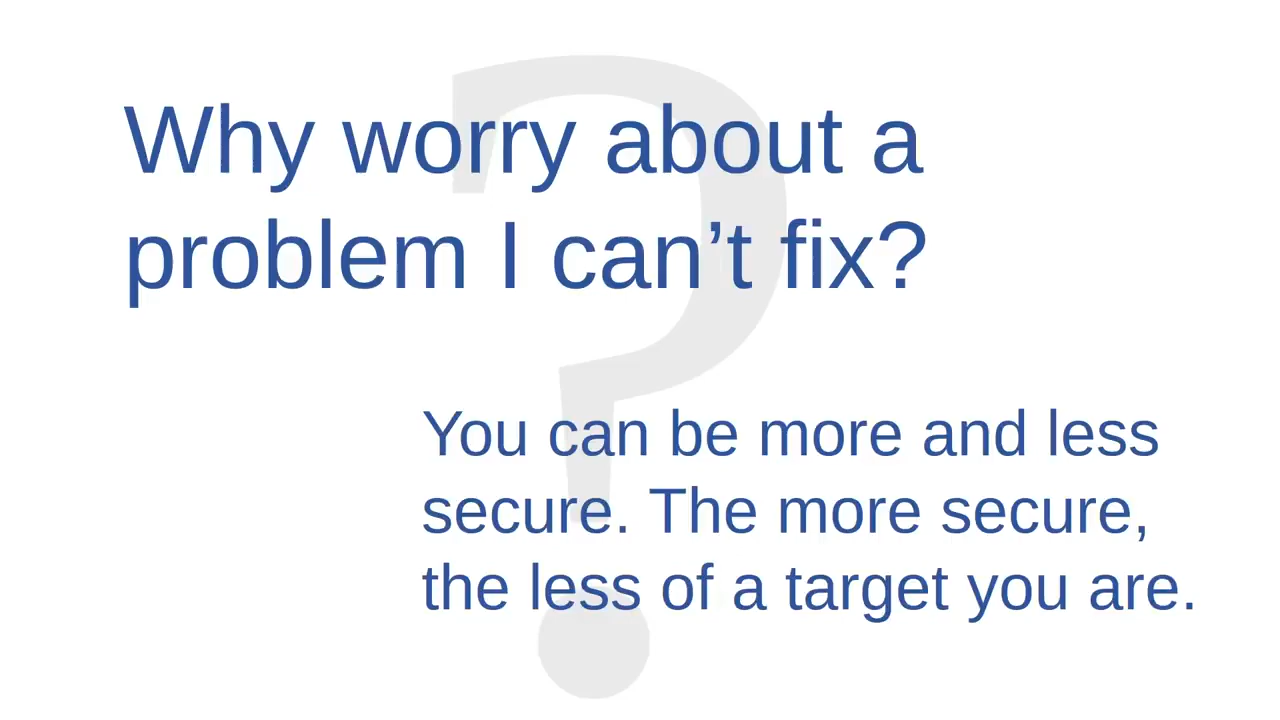 Why worry about a
problem I can’t fix?
You can be more and less
secure. The more secure,
the less of a target you are.